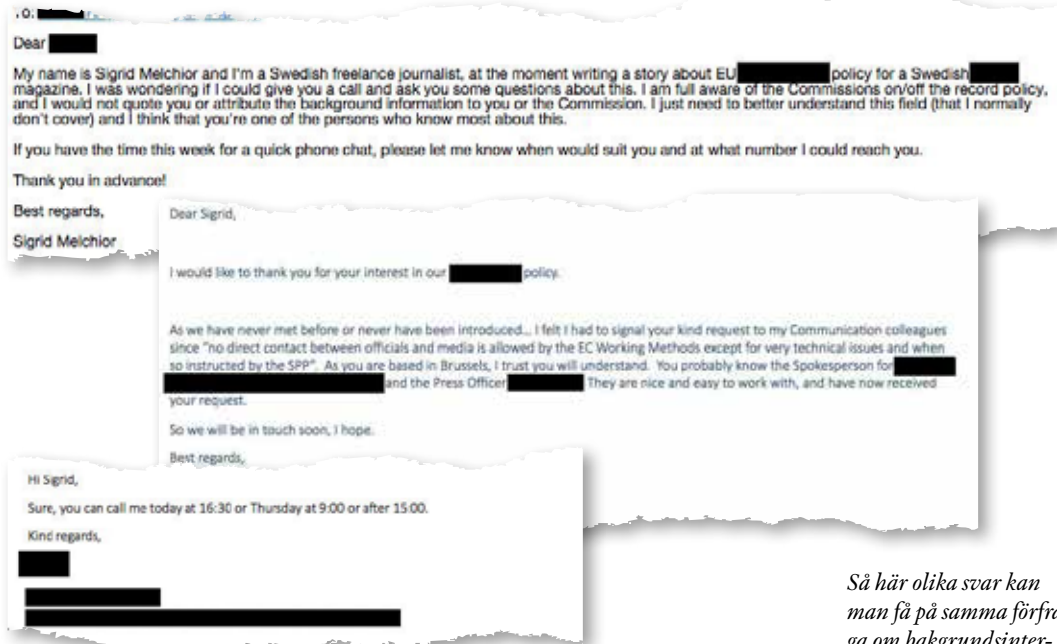 To:
Dear
My name is Sigrid Melchior and I'm a Swedish freelance journalist, at the moment writing a story about EU policy for a Swedish
magazine. I was wondering if I could give you a call and ask you some questions about this. I am full aware of the Commissions on/off the record policy,
and I would not quote you or attribute the background information to you or the Commission. I just need to better understand this field (that I normally
don't cover) and I think that you're one of the persons who know most about this.
If you have the time this week for a quick phone chat, please let me know when would suit you and at what number I could reach you.
Thank you in advance!
Best regards,
Sigrid Melchior
Dear Sigrid,
I would like to thank you for your interest in our policy.
As we have never met before or never have been introduced... I felt I had to signal your kind request to my Communication colleagues
since "no direct contact between officials and media is allowed by the EC Working Methods except for very technical issues and when
so instructed by the SPP". As you are based in Brussels, I trust you will understand. You probably know the Spokesperson for
and the Press Officer They are nice and easy to work with, and have now received
your request.
So we will be in touch soon, I hope.
Best regards,
Hi Sigrid,
Sure, you can call me today at 16:30 or Thursday at 9:00 or after 15:00.
Kind regards,
Så här olika svar kan
man få på samma förfrå
ga om bakgrundsinter-